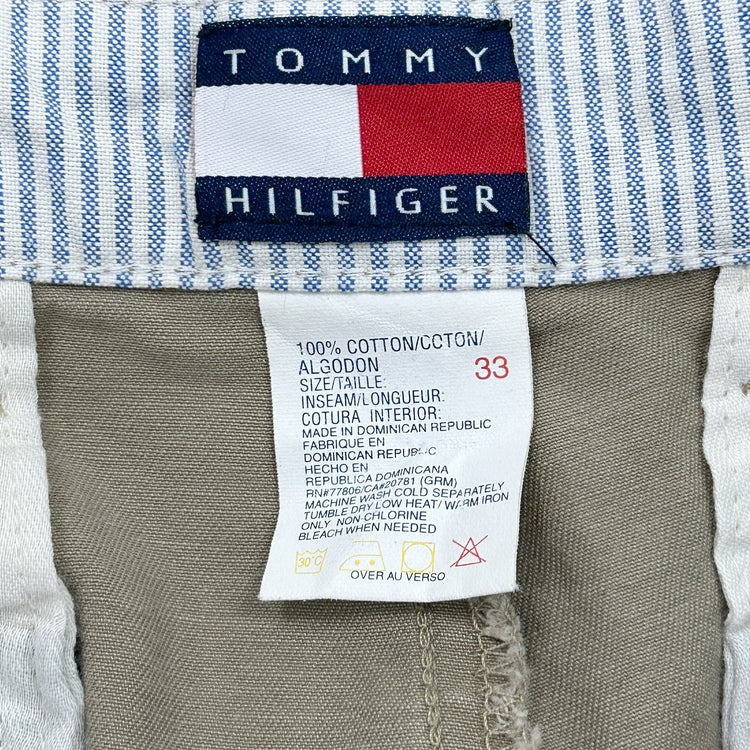 TOMMY
HILFIGER
100% COTTON/CCTON/
ALGODON
33
SIZE/TAILLE:
INSEAM/LONGUEUR:
COTURA INTERIOR:
MADE IN DOMINICAN REPUBLIC
FABRIQUE EN
DOMINICAN REPUBLIC
HECHO EN
REPUBLICA DOMINICANA
RN#77806/CA#20781 (GRM)
MACHINE WASH COLD SEPARATELY
TUMBLE DRY LOW HEAT/ WARM IRON
ONLY NON-CHLORINE
BLEACH WHEN NEEDED
30°C
OVER AU VERSO